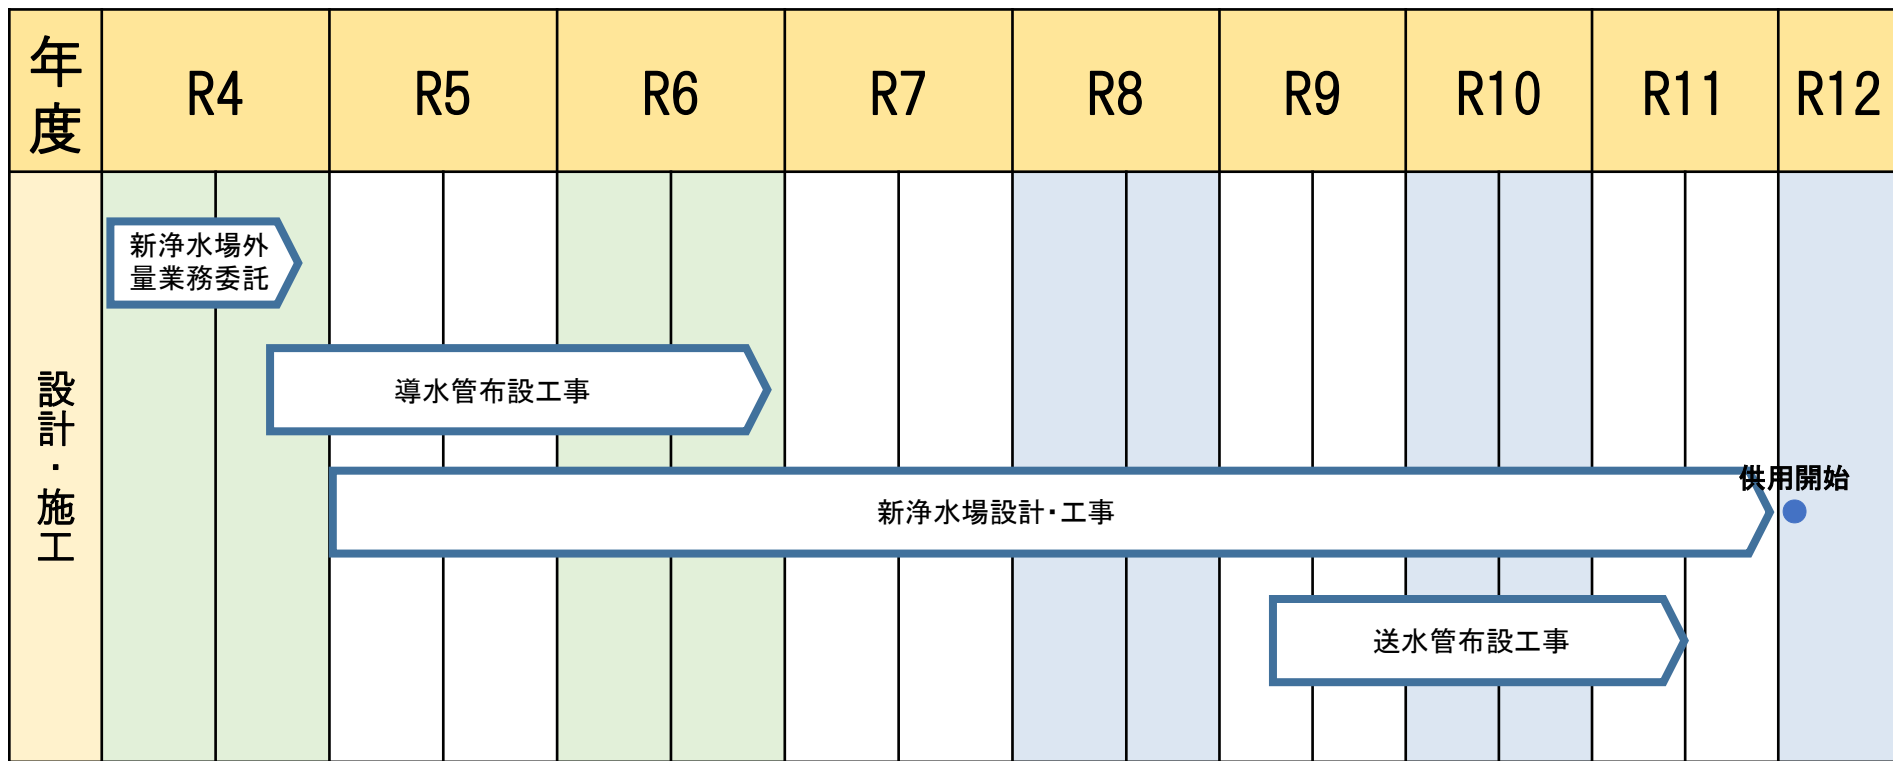 年度
R4
R5
R6
R7
R8
R9
R10
R11
R12
設計・施工
新浄水場外
量業務委託
導水管布設工事
新浄水場設計・工事
供用開始
送水管布設工事